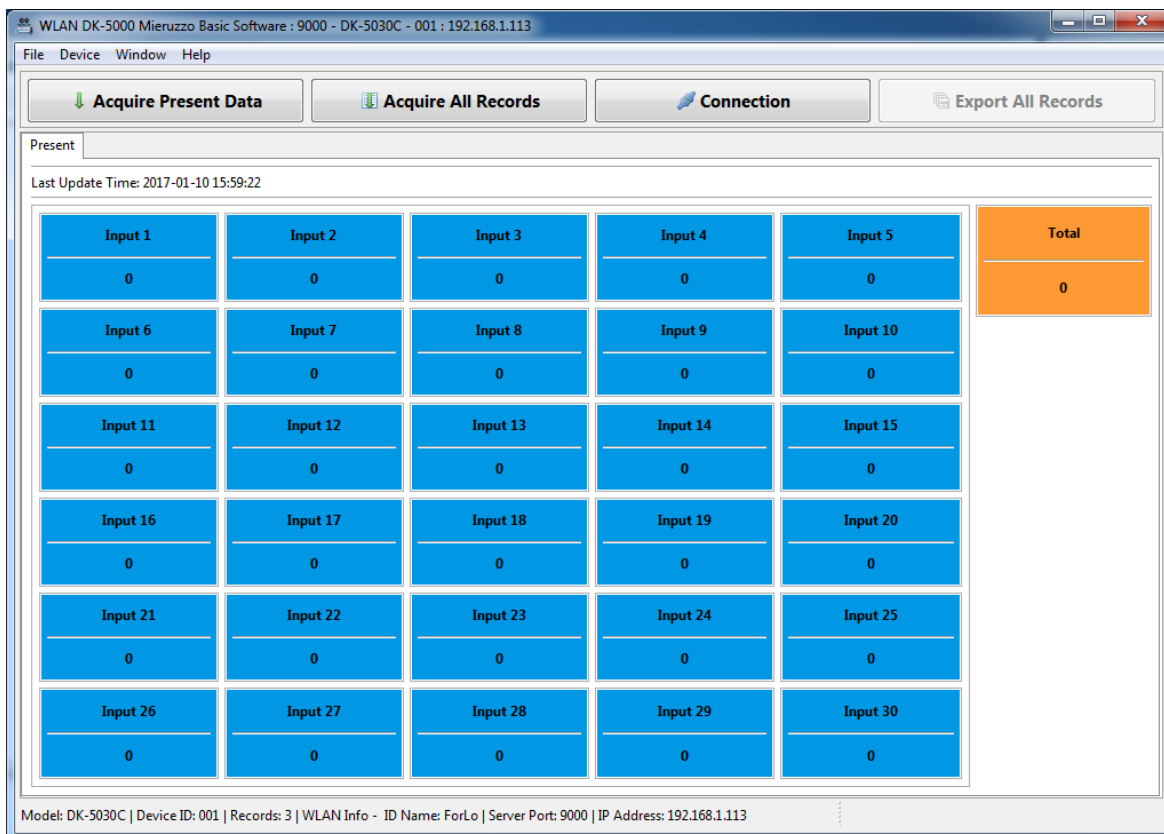 WLAN DK-5000 Mieruzzo Basic Software : 9000 - DK-5030C - 001 : 192.168.1.113
File Device Window Help
Acquire Present Data Acquire All Records Connection Export All Records
Present
Last Update Time: 2017-01-10 15:59:22
Input 1 Input 2 Input 3 Input 4 Input 5 Total
0 0 0 0 0 0
Input 6 Input 7 Input 8 Input 9 Input 10
0 0 0 0 0
Input 11 Input 12 Input 13 Input 14 Input 15
0 0 0 0 0
Input 16 Input 17 Input 18 Input 19 Input 20
0 0 0 0 0
Input 21 Input 22 Input 23 Input 24 Input 25
0 0 0 0 0
Input 26 Input 27 Input 28 Input 29 Input 30
0 0 0 0 0
Model: DK-5030C | Device ID: 001 | Records: 3 | WLAN Info - ID Name: ForLo | Server Port: 9000 | IP Address: 192.168.1.113